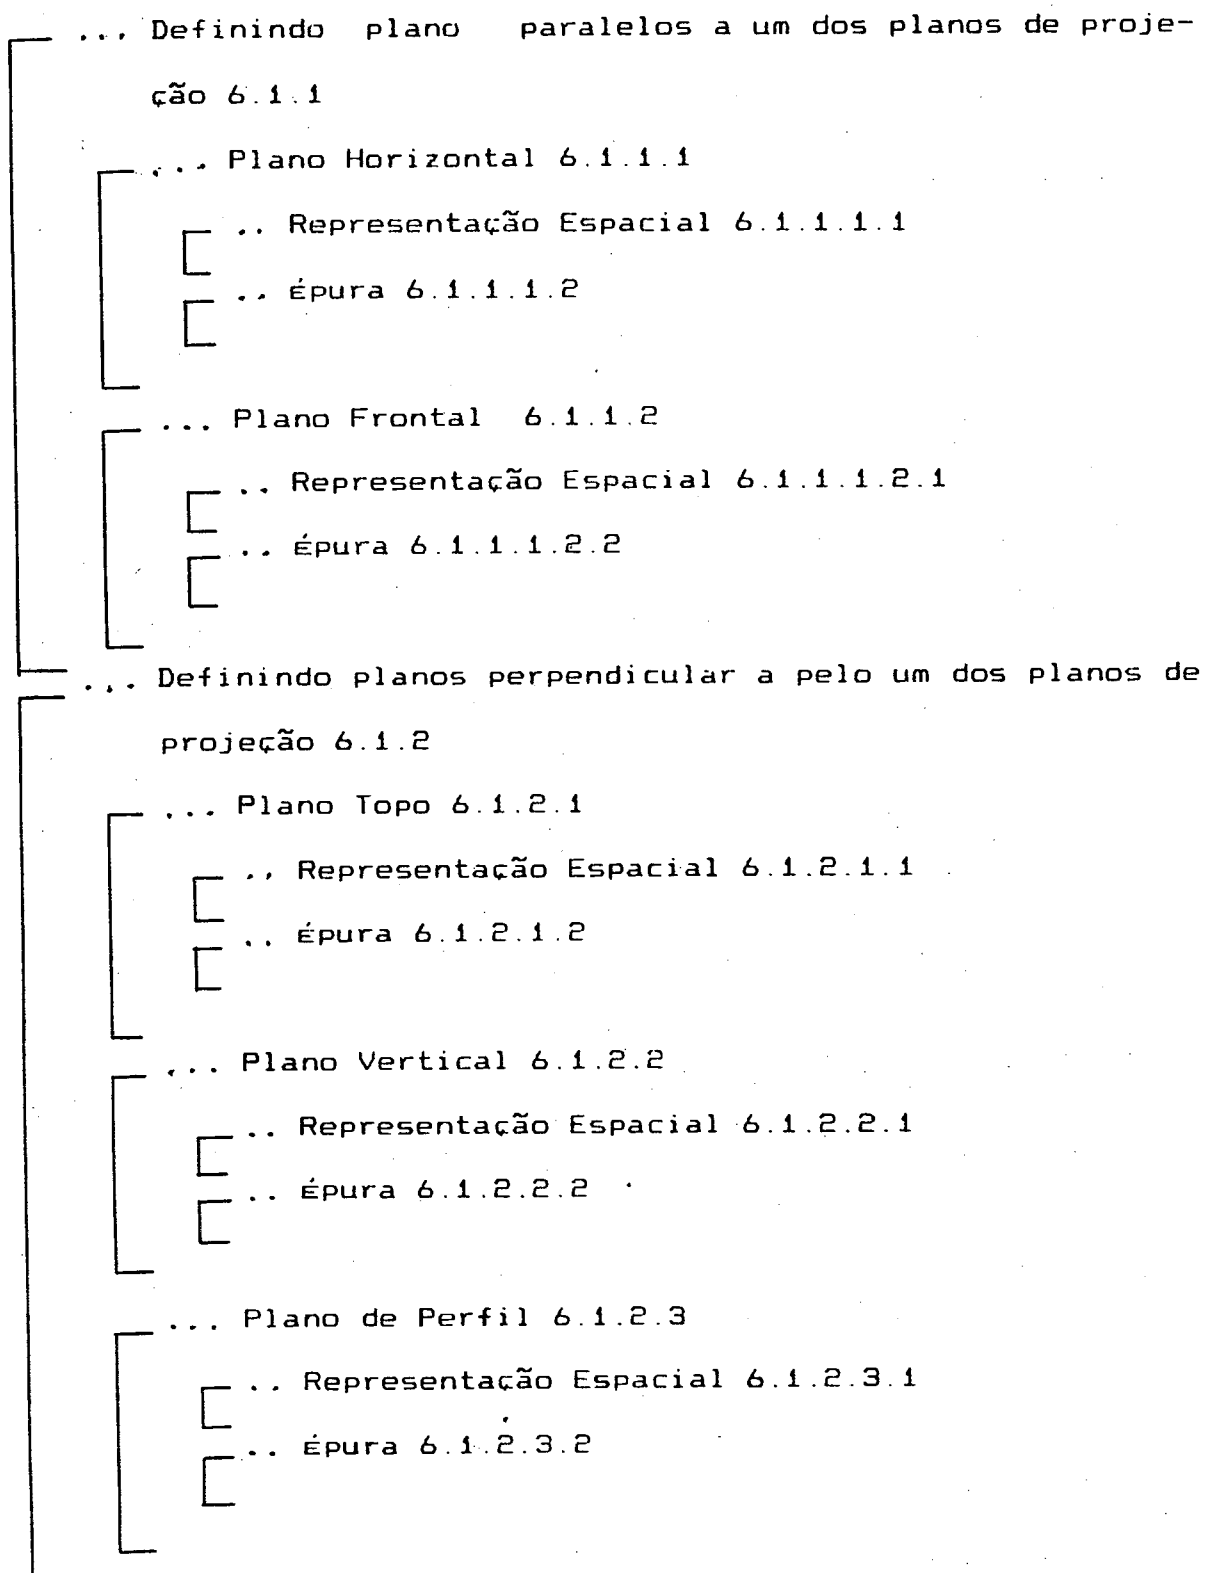 ... Definindo plano paralelos a um dos planos de proje-
ção 6.1.1
... Plano Horizontal 6.1.1.1
.. Representação Espacial 6.1.1.1.1
.. Épura 6.1.1.1.2
... Plano Frontal 6.1.1.2
.. Representação Espacial 6.1.1.1.2.1
.. Épura 6.1.1.1.2.2
... Definindo planos perpendicular a pelo um dos planos de
projeção 6.1.2
... Plano Topo 6.1.2.1
.. Representação Espacial 6.1.2.1.1
.. Épura 6.1.2.1.2
... Plano Vertical 6.1.2.2
.. Representação Espacial 6.1.2.2.1
.. Épura 6.1.2.2.2
... Plano de Perfil 6.1.2.3
.. Representação Espacial 6.1.2.3.1
.. Épura 6.1.2.3.2